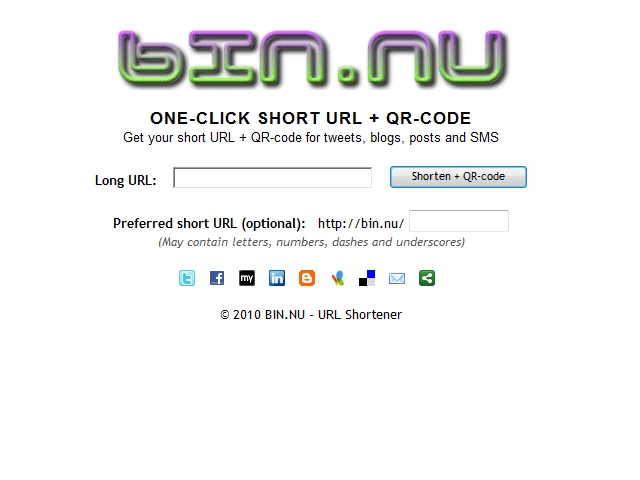 bin.nu
ONE-CLICK SHORT URL + QR-CODE
Get your short URL + QR-code for tweets, blogs, posts and SMS
Long URL: Shorten + QR-code
Preferred short URL (optional): http://bin.nu/
(May contain letters, numbers, dashes and underscores)
t f my in
© 2010 BIN.NU - URL Shortener